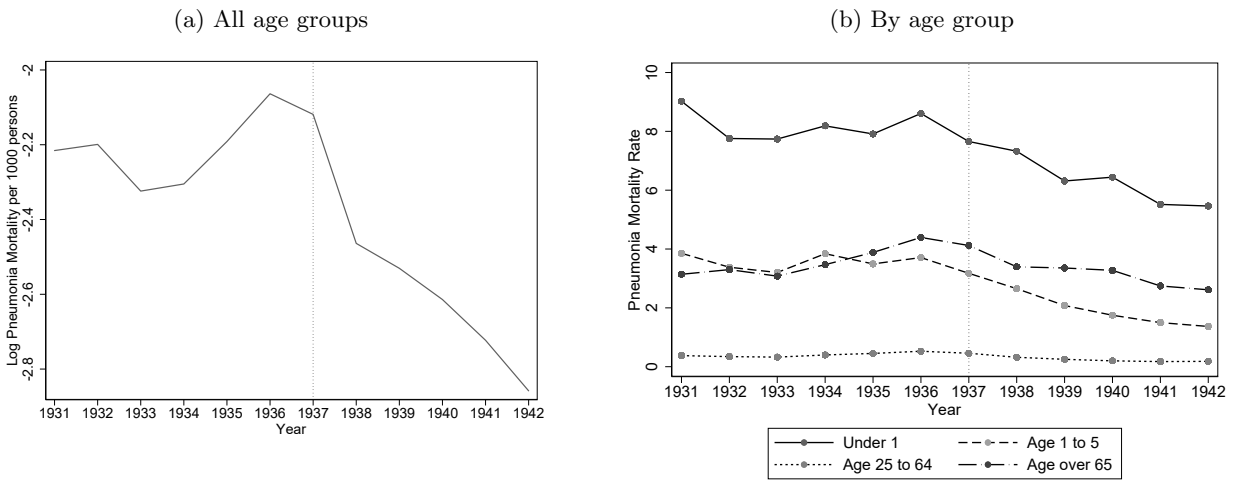 (a) All age groups
Log Pneumonia Mortality per 1000 persons
-2
-2.2
-2.4
-2.6
-2.8
1931 1932 1933 1934 1935 1936 1937 1938 1939 1940 1941 1942
Year
(b) By age group
Pneumonia Mortality Rate
10
8
6
4
2
0
1931 1932 1933 1934 1935 1936 1937 1938 1939 1940 1941 1942
Year
Under 1 Age 1 to 5
Age 25 to 64 Age over 65